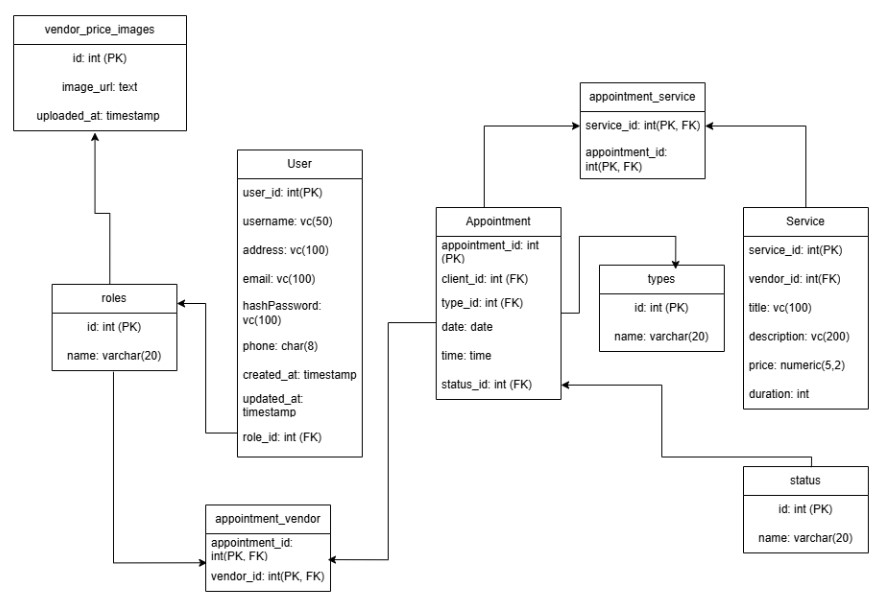 vendor_price_images
id: int (PK)
image_url: text
uploaded_at: timestamp
appointment_service
service_id: int(PK, FK)
appointment_id:
int(PK, FK)
User
user_id: int(PK)
username: vc(50)
address: vc(100)
email: vc(100)
hashPassword:
vc(100)
phone: char(8)
created_at: timestamp
updated_at:
timestamp
role_id: int (FK)
Appointment
appointment_id: int
(PK)
client_id: int (FK)
type_id: int (FK)
date: date
time: time
status_id: int (FK)
Service
service_id: int(PK)
vendor_id: int(FK)
title: vc(100)
description: vc(200)
price: numeric(5,2)
duration: int
types
id: int (PK)
name: varchar(20)
roles
id: int (PK)
name: varchar(20)
status
id: int (PK)
name: varchar(20)
appointment_vendor
appointment_id:
int(PK, FK)
vendor_id: int(PK, FK)